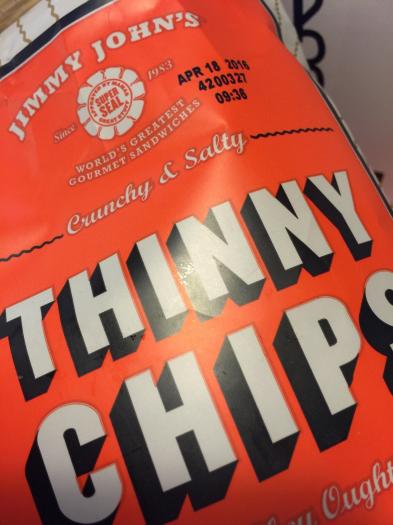 JIMMY JOHN'S
Since 1983
SUPER SEAL
WORLD'S GREATEST
GOURMET SANDWICHES
APR 18 2016
4200327
09:36
Crunchy & Salty
THINNY
CHIPS
Ought